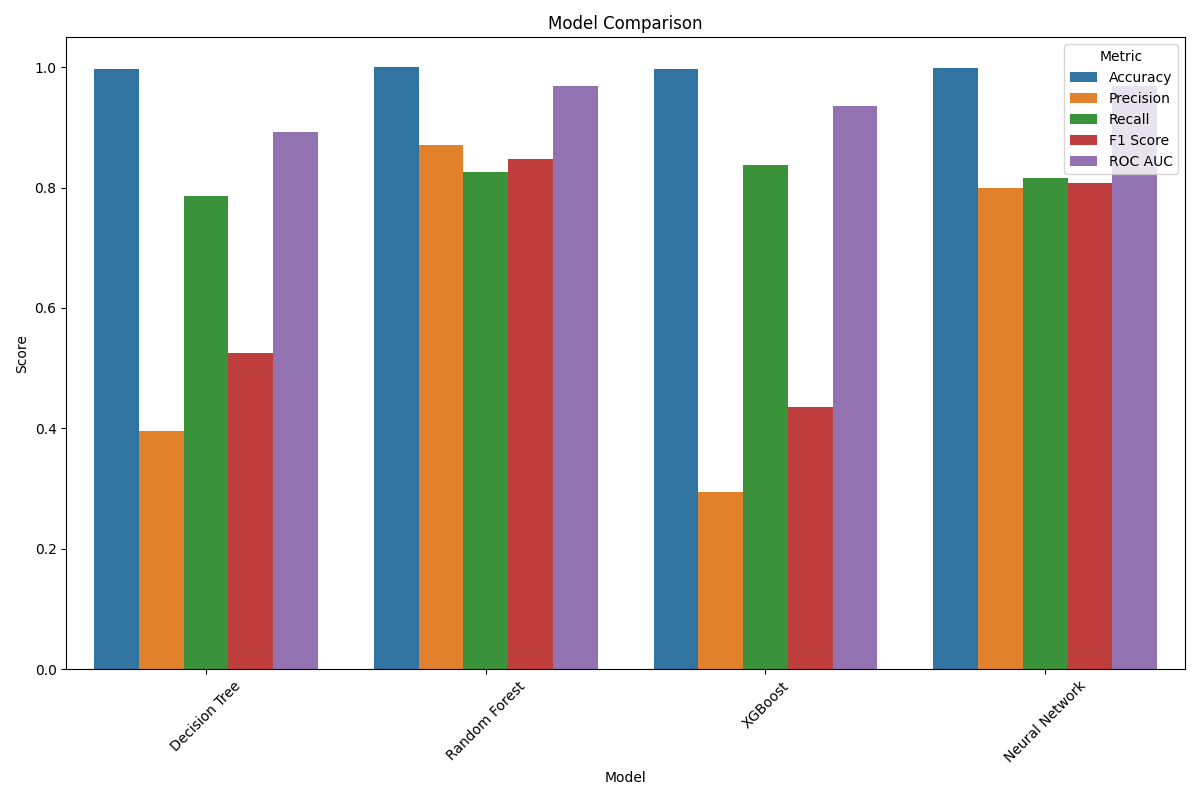 Model Comparison
Metric
Accuracy
Precision
Recall
F1 Score
ROC AUC
1.0
0.8
0.6
0.4
0.2
0.0
Score
Decision Tree
Random Forest
XGBoost
Neural Network
Model